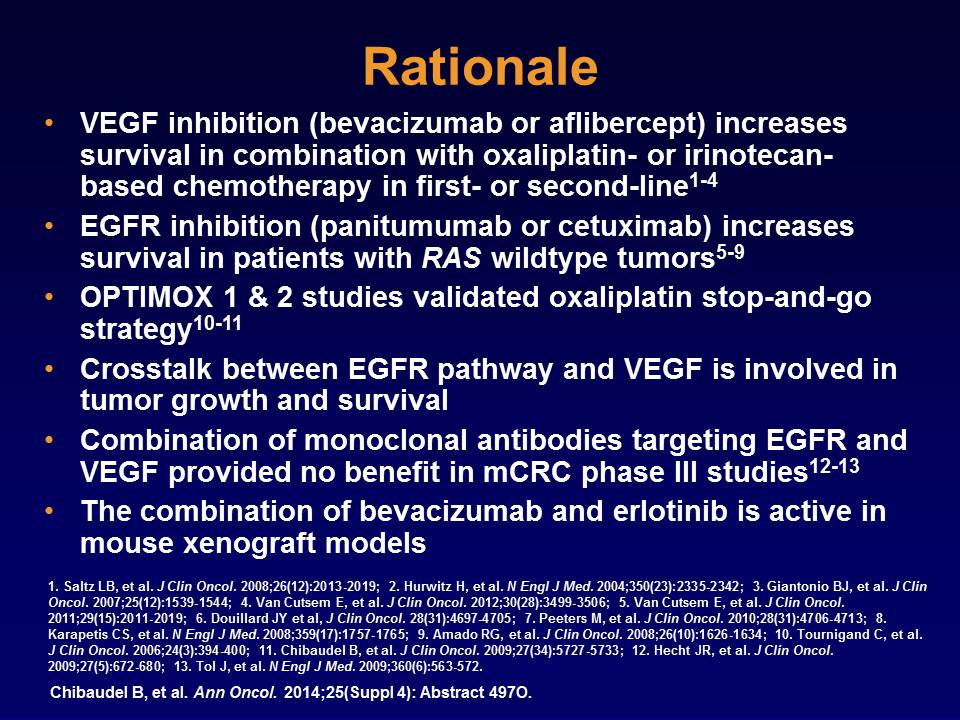 Rationale
• VEGF inhibition (bevacizumab or aflibercept) increases
survival in combination with oxaliplatin- or irinotecan-
based chemotherapy in first- or second-line1-4
• EGFR inhibition (panitumumab or cetuximab) increases
survival in patients with RAS wildtype tumors5-9
• OPTIMOX 1 & 2 studies validated oxaliplatin stop-and-go
strategy10-11
• Crosstalk between EGFR pathway and VEGF is involved in
tumor growth and survival
• Combination of monoclonal antibodies targeting EGFR and
VEGF provided no benefit in mCRC phase III studies12-13
• The combination of bevacizumab and erlotinib is active in
mouse xenograft models
1. Saltz LB, et al. J Clin Oncol. 2008;26(12):2013-2019; 2. Hurwitz H, et al. N Engl J Med. 2004;350(23):2335-2342; 3. Giantonio BJ, et al. J Clin
Oncol. 2007;25(12):1539-1544; 4. Van Cutsem E, et al. J Clin Oncol. 2012;30(28):3499-3506; 5. Van Cutsem E, et al. J Clin Oncol.
2011;29(15):2011-2019; 6. Douillard JY et al, J Clin Oncol. 28(31):4697-4705; 7. Peeters M, et al. J Clin Oncol. 2010;28(31):4706-4713; 8.
Karapetis CS, et al. N Engl J Med. 2008;359(17):1757-1765; 9. Amado RG, et al. J Clin Oncol. 2008;26(10):1626-1634; 10. Tournigand C, et al.
J Clin Oncol. 2006;24(3):394-400; 11. Chibaudel B, et al. J Clin Oncol. 2009;27(34):5727-5733; 12. Hecht JR, et al. J Clin Oncol.
2009;27(5):672-680; 13. Tol J, et al. N Engl J Med. 2009;360(6):563-572.
Chibaudel B, et al. Ann Oncol. 2014;25(Suppl 4): Abstract 497O.